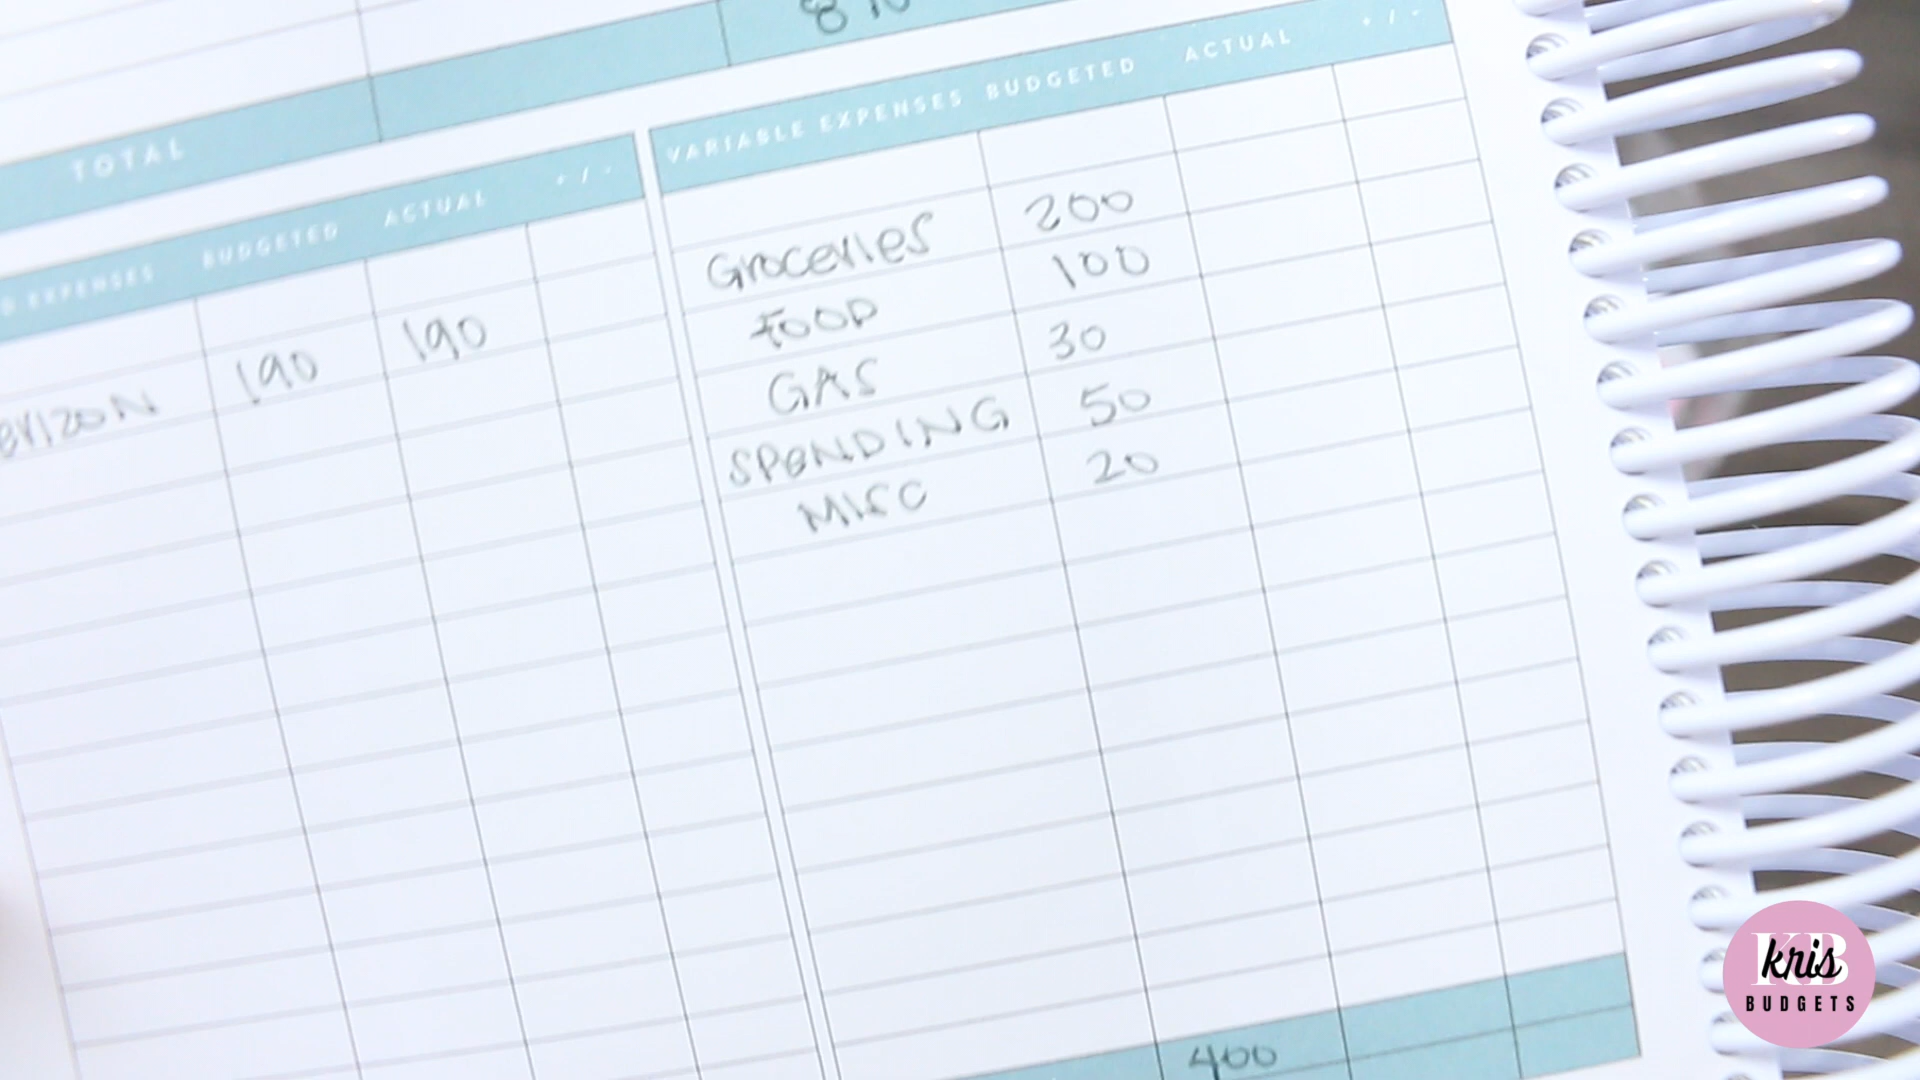 TOTAL
EXPENSES BUDGETED ACTUAL + / -
190 190
VARIABLE EXPENSES BUDGETED ACTUAL + / -
Groceries 200
FOOD 100
GAS 30
SPENDING 50
MISC 20
400
kris
BUDGETS